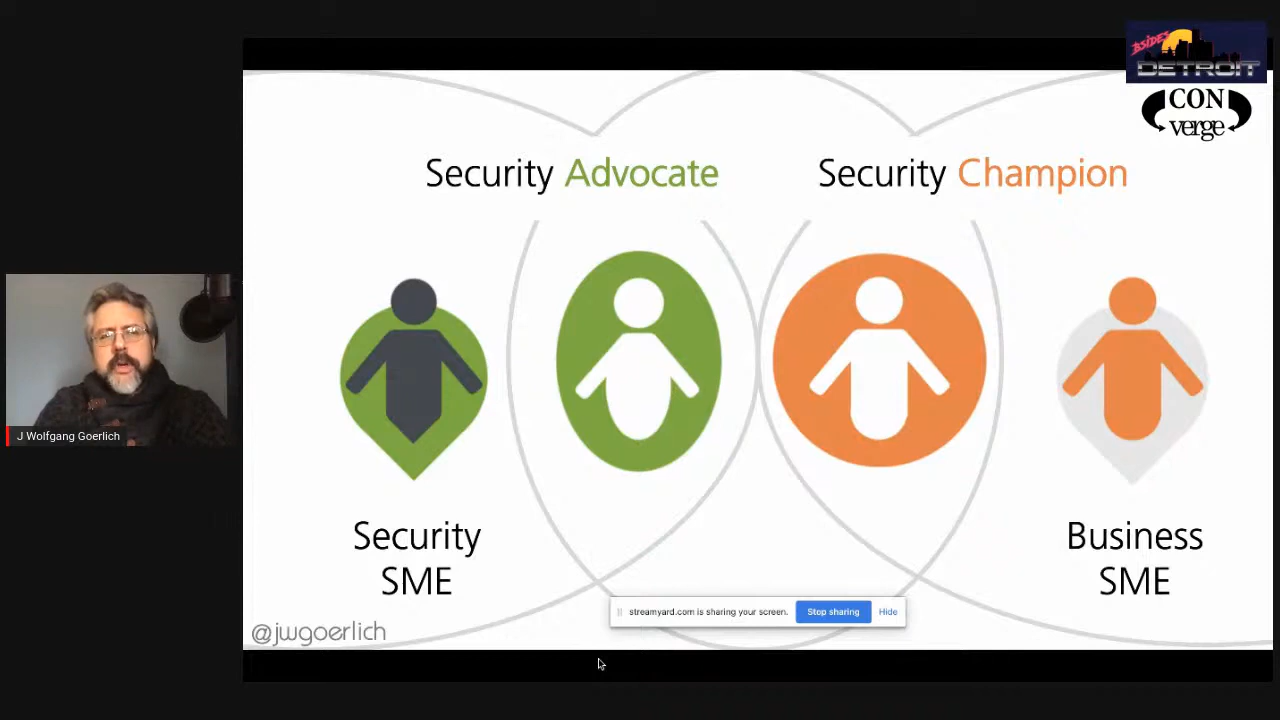 BSIDES
DETROIT
CON
verge
Security Advocate
Security Champion
J Wolfgang Goerlich
Security
SME
Business
SME
streamyard.com is sharing your screen.
Stop sharing
Hide
@jwgoerlich